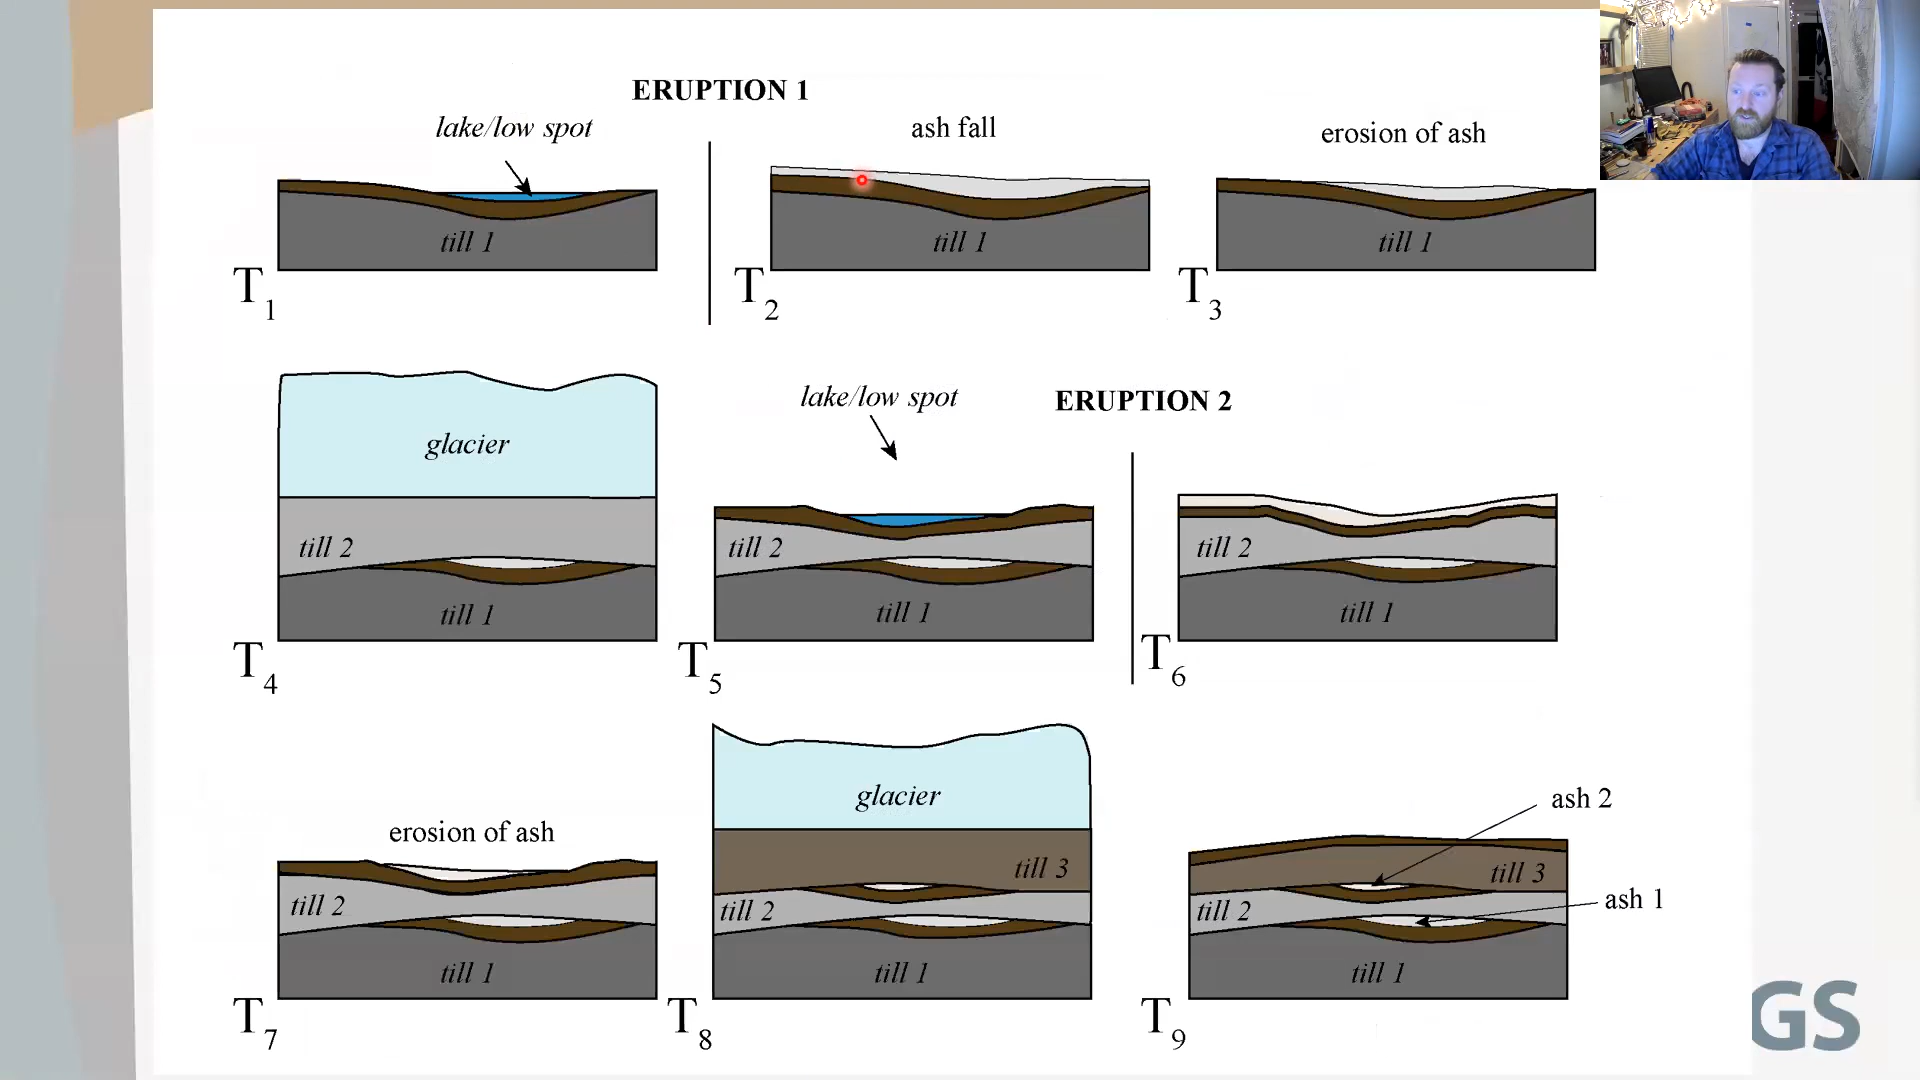 ERUPTION 1
lake/low spot
ash fall
erosion of ash
till 1
till 1
till 1
T1
T2
T3
lake/low spot
ERUPTION 2
glacier
till 2
till 2
till 2
till 1
till 1
till 1
T4
T5
T6
erosion of ash
glacier
ash 2
till 3
till 3
ash 1
till 2
till 2
till 2
till 1
till 1
till 1
T7
T8
T9
GS